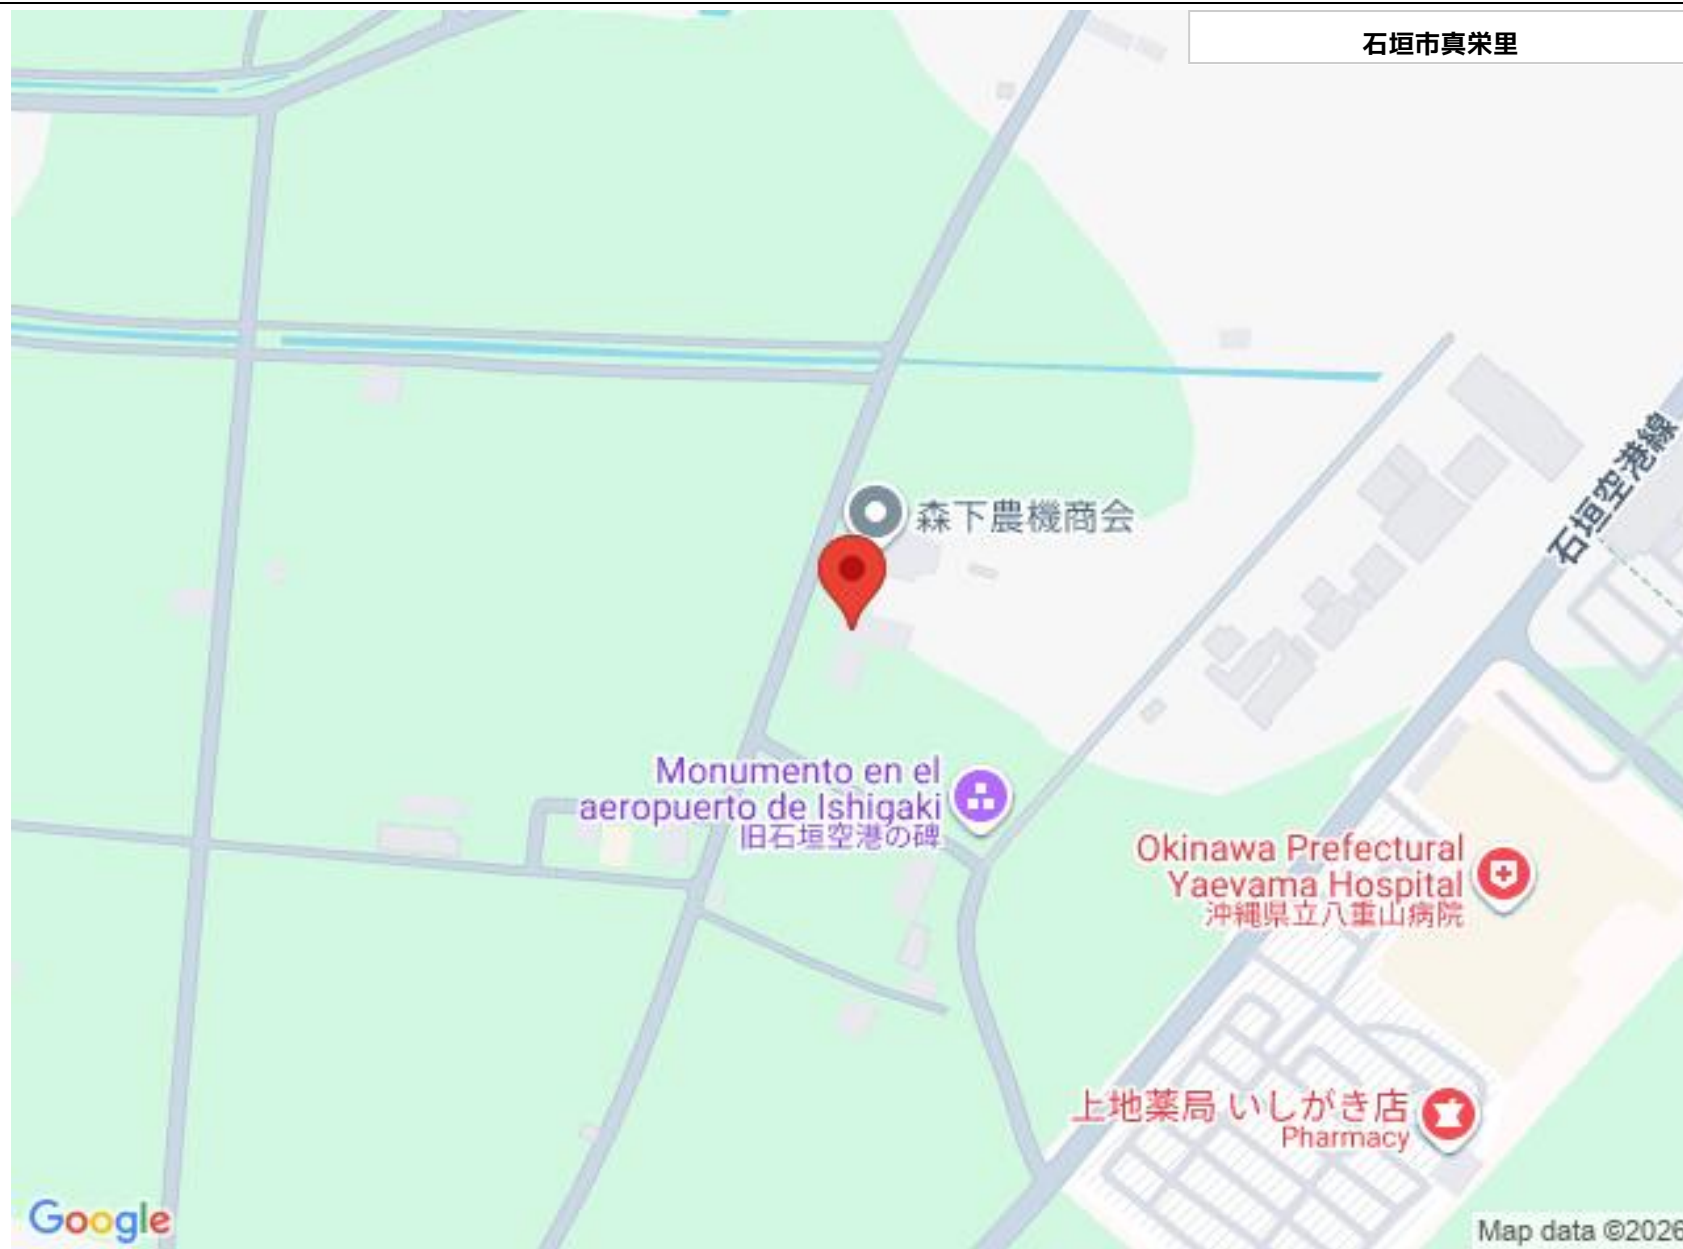 石垣市真栄里
石垣空港線
森下農機商会
Monumento en el
aeropuerto de Ishigaki
旧石垣空港の碑
Okinawa Prefectural
Yaeyama Hospital
沖縄県立八重山病院
上地薬局 いしがき店
Pharmacy
Google
Map data ©2026